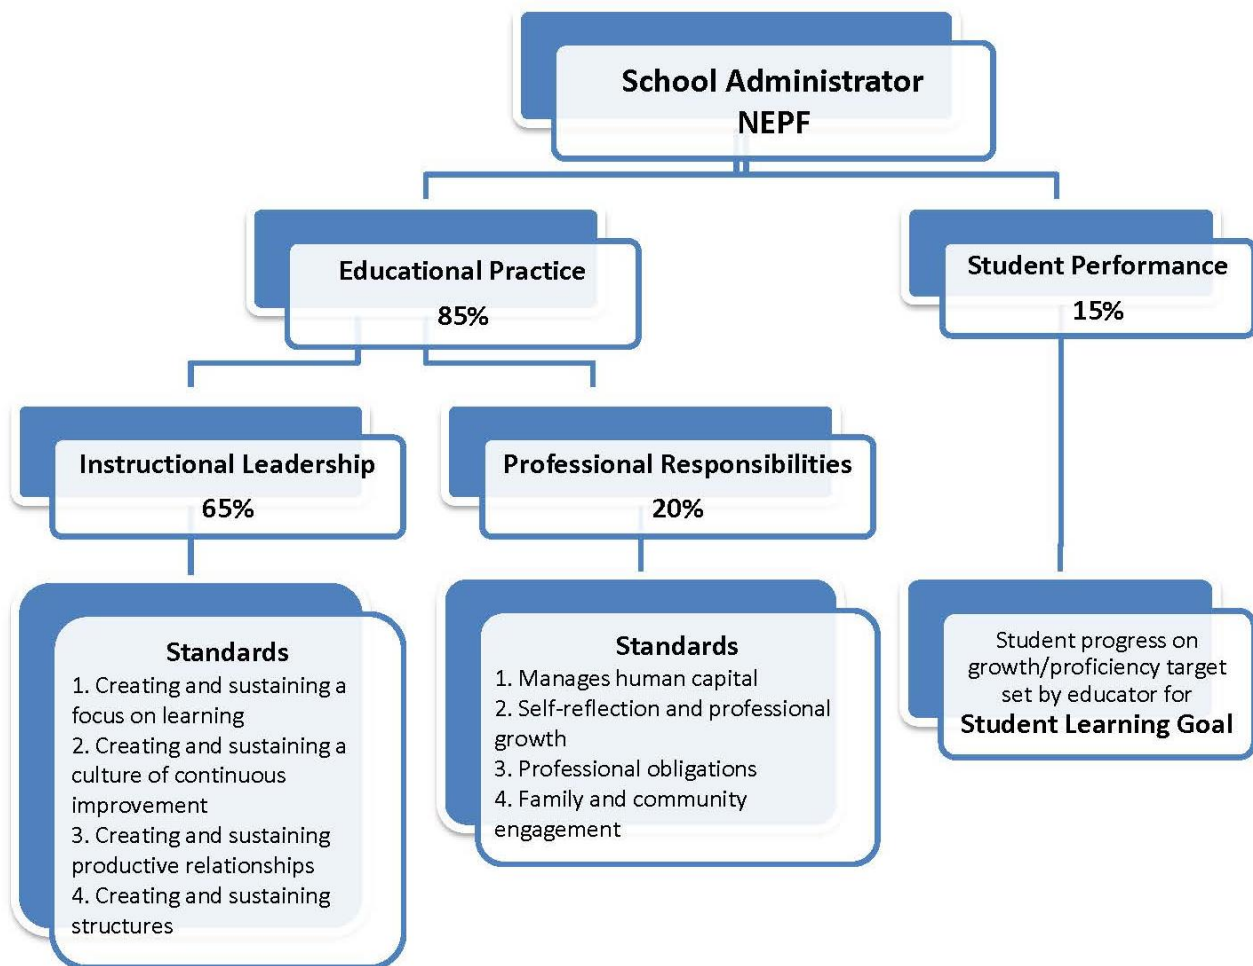 School Administrator
NEPF
Educational Practice
85%
Student Performance
15%
Instructional Leadership
65%
Professional Responsibilities
20%
Standards
1. Creating and sustaining a
focus on learning
2. Creating and sustaining a
culture of continuous
improvement
3. Creating and sustaining
productive relationships
4. Creating and sustaining
structures
Standards
1. Manages human capital
2. Self-reflection and professional
growth
3. Professional obligations
4. Family and community
engagement
Student progress on
growth/proficiency target
set by educator for
Student Learning Goal